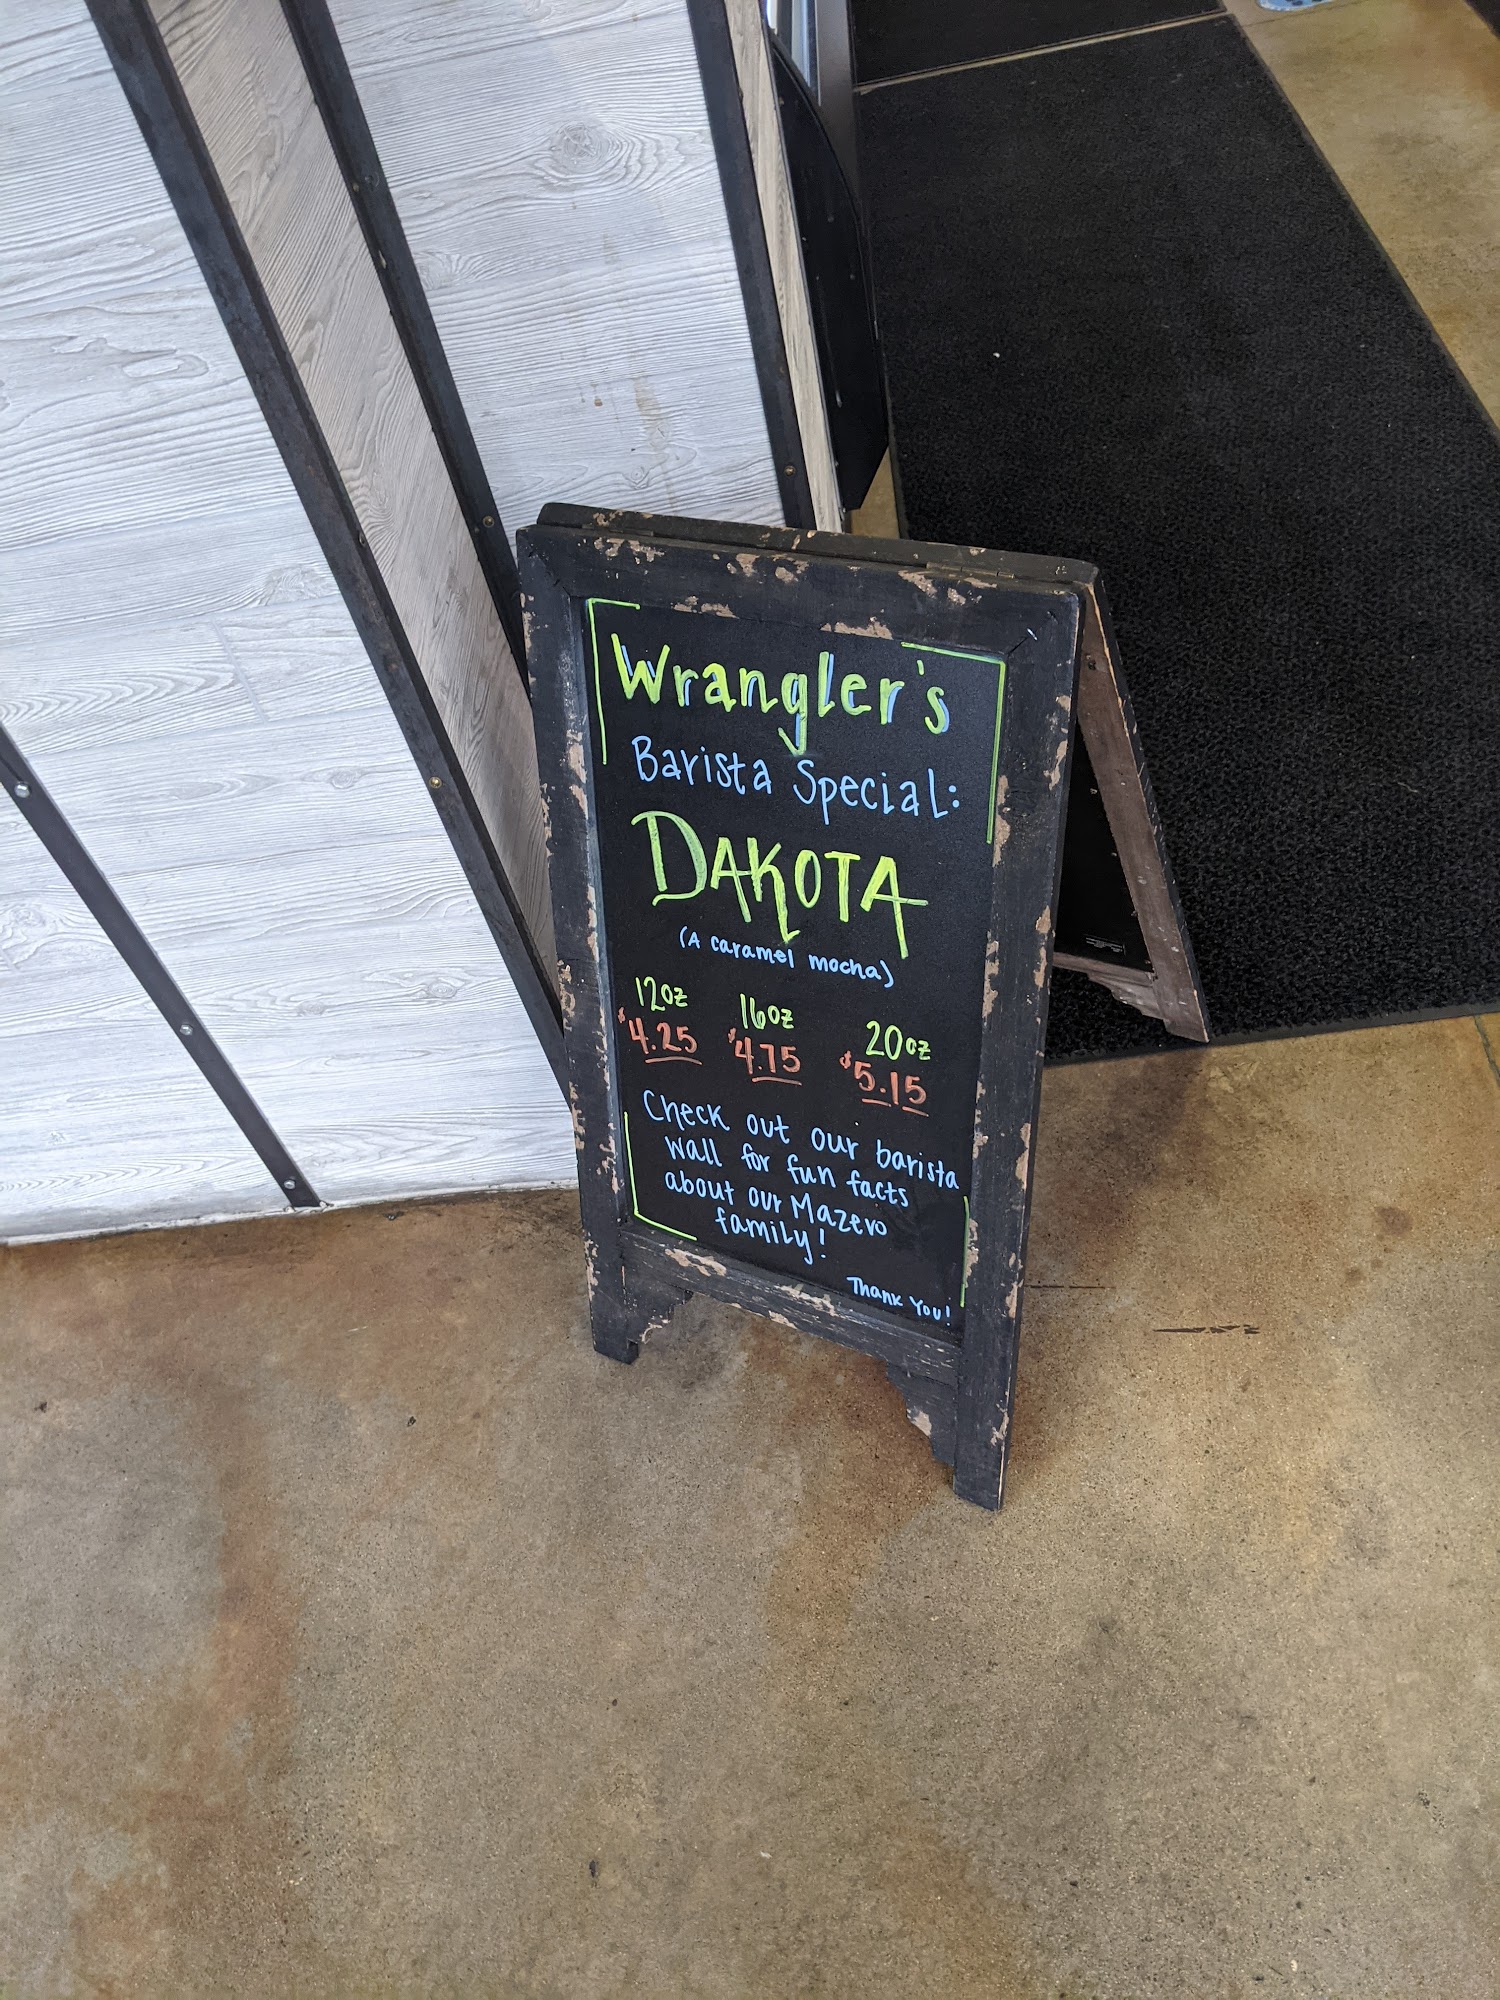 Wrangler's
Barista Special:
DAKOTA
(A caramel mocha)
12oz 16oz 20oz
$4.25 $4.75 $5.15
Check out our barista
wall for fun facts
about our Mazevo
family!
Thank You!